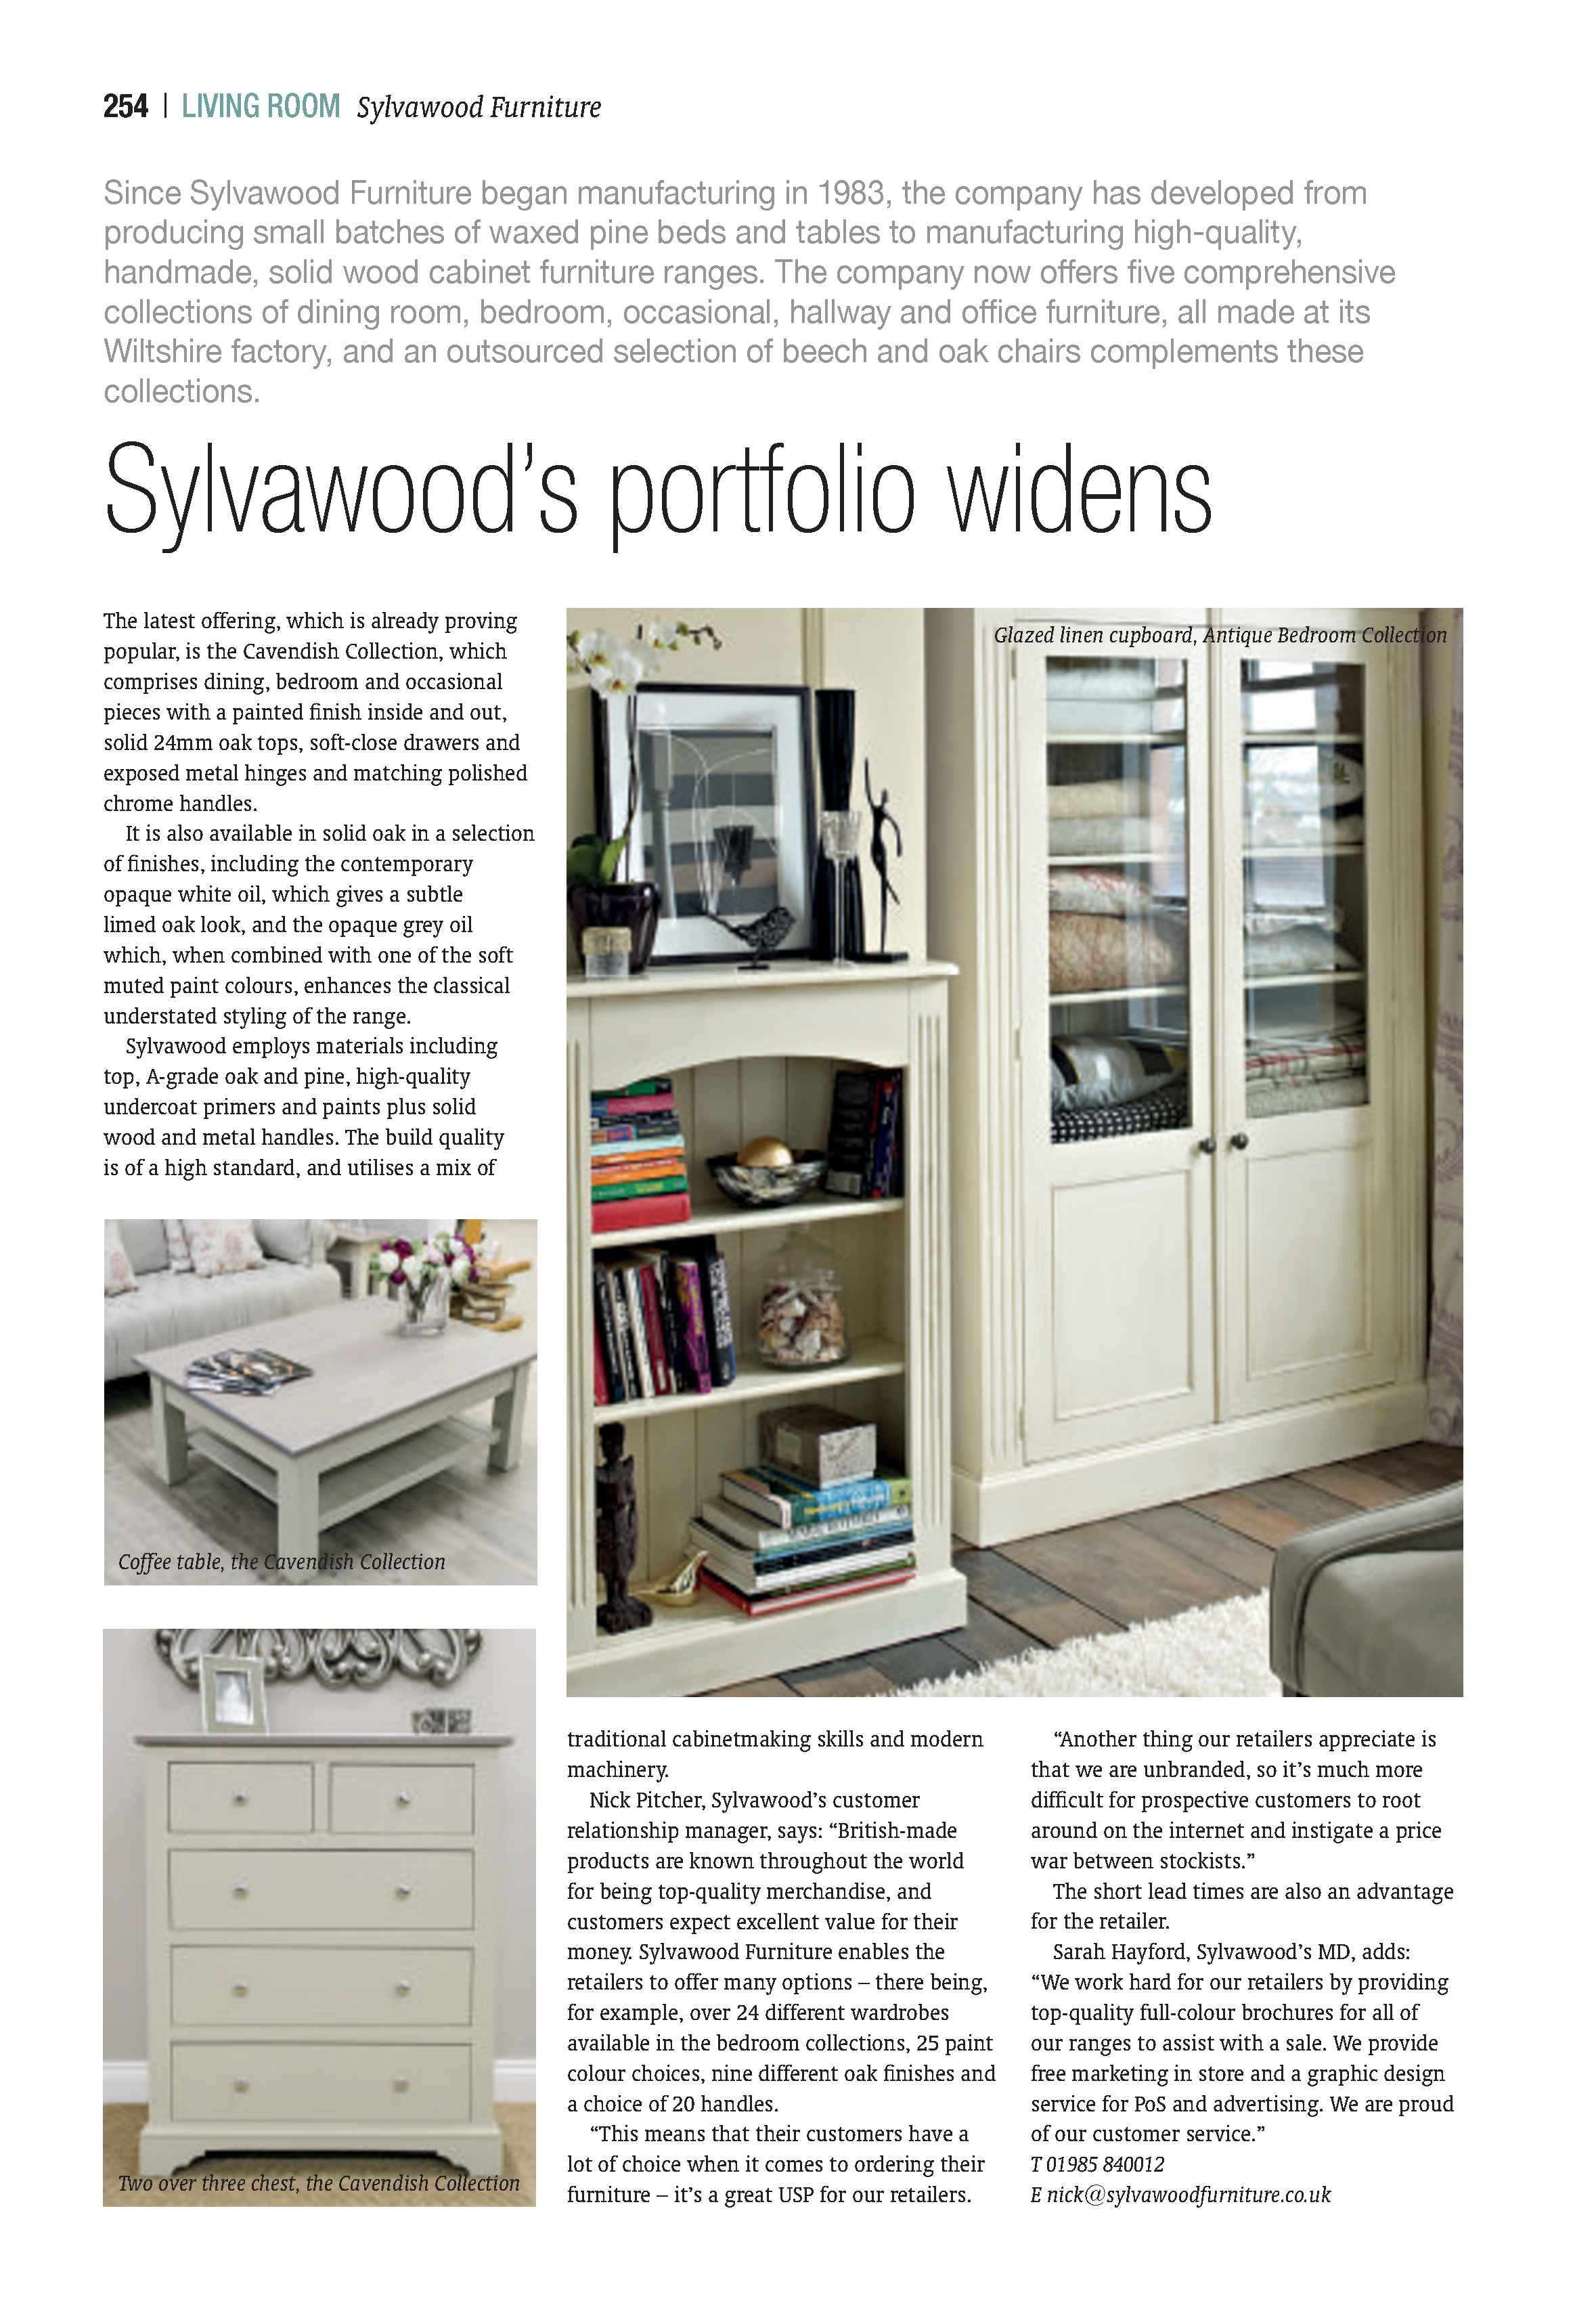 254 | LIVING ROOM Sylvawood Furniture
Since Sylvawood Furniture began manufacturing in 1983, the company has developed from
producing small batches of waxed pine beds and tables to manufacturing high-quality,
handmade, solid wood cabinet furniture ranges. The company now offers five comprehensive
collections of dining room, bedroom, occasional, hallway and office furniture, all made at its
Wiltshire factory, and an outsourced selection of beech and oak chairs complements these
collections.
Sylvawood’s portfolio widens
The latest offering, which is already proving
popular, is the Cavendish Collection, which
comprises dining, bedroom and occasional
pieces with a painted finish inside and out,
solid 24mm oak tops, soft-close drawers and
exposed metal hinges and matching polished
chrome handles.
It is also available in solid oak in a selection
of finishes, including the contemporary
opaque white oil, which gives a subtle
limed oak look, and the opaque grey oil
which, when combined with one of the soft
muted paint colours, enhances the classical
understated styling of the range.
Sylvawood employs materials including
top, A-grade oak and pine, high-quality
undercoat primers and paints plus solid
wood and metal handles. The build quality
is of a high standard, and utilises a mix of
Glazed linen cupboard, Antique Bedroom Collection
Coffee table, the Cavendish Collection
Two over three chest, the Cavendish Collection
traditional cabinetmaking skills and modern
machinery.
Nick Pitcher, Sylvawood’s customer
relationship manager, says: “British-made
products are known throughout the world
for being top-quality merchandise, and
customers expect excellent value for their
money. Sylvawood Furniture enables the
retailers to offer many options – there being,
for example, over 24 different wardrobes
available in the bedroom collections, 25 paint
colour choices, nine different oak finishes and
a choice of 20 handles.
“This means that their customers have a
lot of choice when it comes to ordering their
furniture – it’s a great USP for our retailers.
“Another thing our retailers appreciate is
that we are unbranded, so it’s much more
difficult for prospective customers to root
around on the internet and instigate a price
war between stockists.”
The short lead times are also an advantage
for the retailer.
Sarah Hayford, Sylvawood’s MD, adds:
“We work hard for our retailers by providing
top-quality full-colour brochures for all of
our ranges to assist with a sale. We provide
free marketing in store and a graphic design
service for PoS and advertising. We are proud
of our customer service.”
T 01985 840012
E nick@sylvawoodfurniture.co.uk